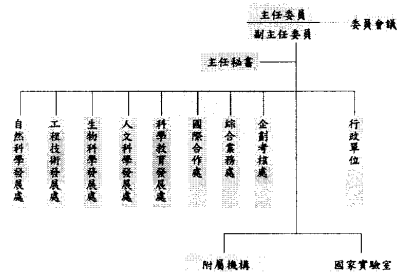 主任委員
副主任委員
委員會議
主任秘書
自然科學發展處
工程技術發展處
生物科學發展處
人文科學發展處
科學教育發展處
國際合作處
綜合業務處
企劃考核處
行政單位
附屬機構
國家實驗室